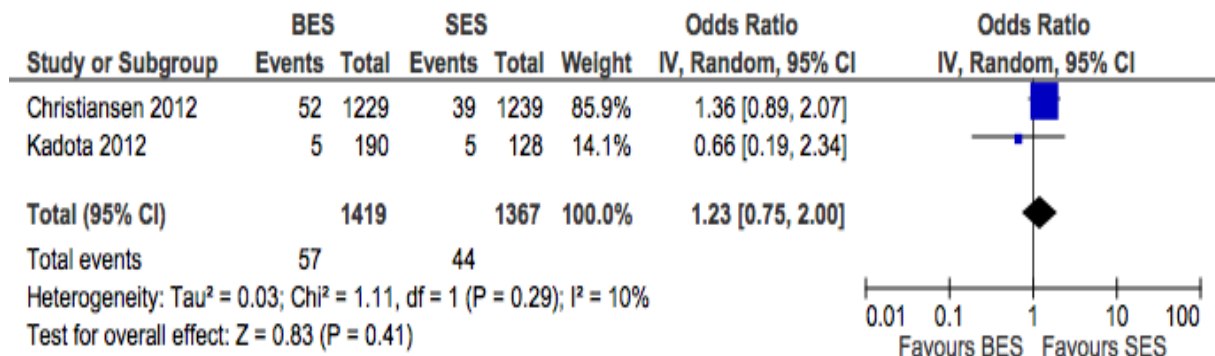 BES SES Odds Ratio Odds Ratio
Study or Subgroup Events Total Events Total Weight IV, Random, 95% CI IV, Random, 95% CI
Christiansen 2012 52 1229 39 1239 85.9% 1.36 [0.89, 2.07]
Kadota 2012 5 190 5 128 14.1% 0.66 [0.19, 2.34]
Total (95% CI) 1419 1367 100.0% 1.23 [0.75, 2.00]
Total events 57 44
Heterogeneity: Tau² = 0.03; Chi² = 1.11, df = 1 (P = 0.29); I² = 10%
Test for overall effect: Z = 0.83 (P = 0.41)
0.01 0.1 1 10 100
Favours BES Favours SES